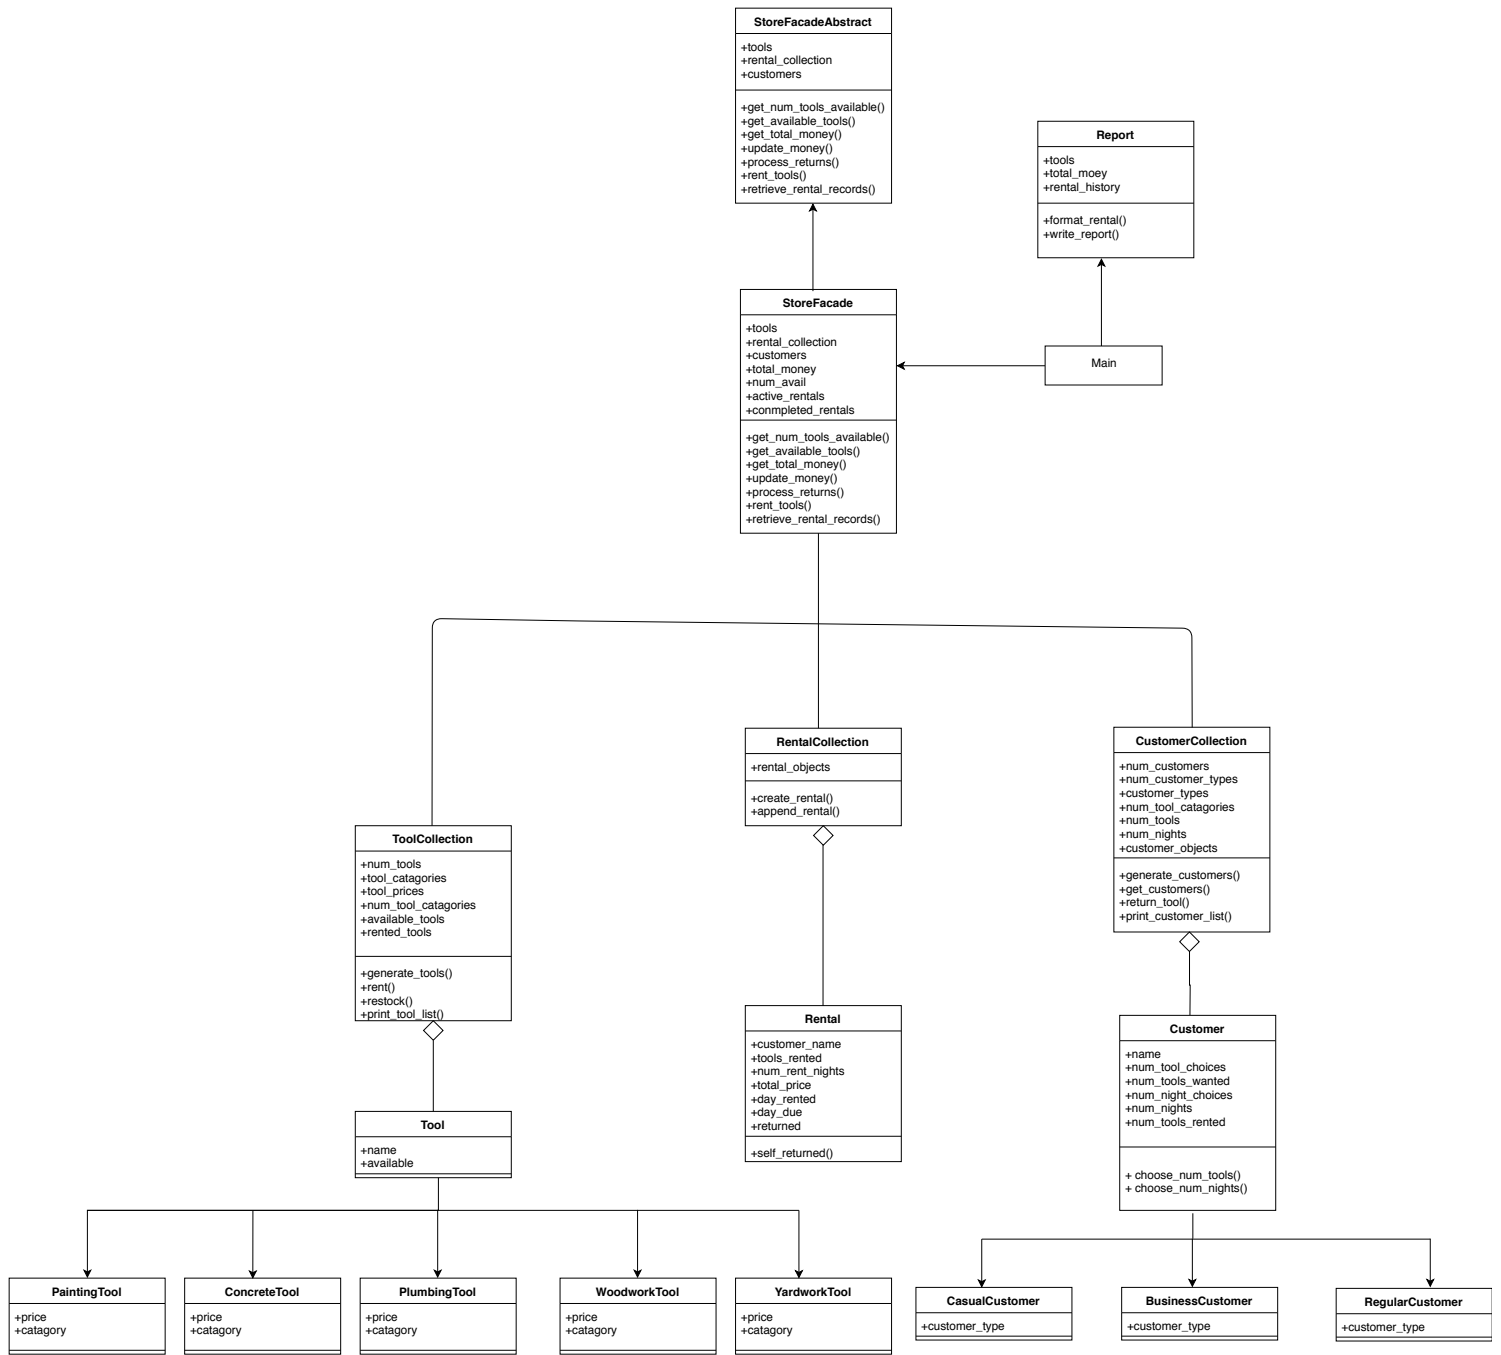 StoreFacadeAbstract
+tools
+rental_collection
+customers
+get_num_tools_available()
+get_available_tools()
+get_total_money()
+update_money()
+process_returns()
+rent_tools()
+retrieve_rental_records()
Report
+tools
+total_moey
+rental_history
+format_rental()
+write_report()
StoreFacade
+tools
+rental_collection
+customers
+total_money
+num_avail
+active_rentals
+conmpleted_rentals
+get_num_tools_available()
+get_available_tools()
+get_total_money()
+update_money()
+process_returns()
+rent_tools()
+retrieve_rental_records()
Main
ToolCollection
+num_tools
+tool_catagories
+tool_prices
+num_tool_catagories
+available_tools
+rented_tools
+generate_tools()
+rent()
+restock()
+print_tool_list()
RentalCollection
+rental_objects
+create_rental()
+append_rental()
CustomerCollection
+num_customers
+num_customer_types
+customer_types
+num_tool_catagories
+num_tools
+num_nights
+customer_objects
+generate_customers()
+get_customers()
+return_tool()
+print_customer_list()
Tool
+name
+available
Rental
+customer_name
+tools_rented
+num_rent_nights
+total_price
+day_rented
+day_due
+returned
+self_returned()
Customer
+name
+num_tool_choices
+num_tools_wanted
+num_night_choices
+num_nights
+num_tools_rented
+ choose_num_tools()
+ choose_num_nights()
PaintingTool
+price
+catagory
ConcreteTool
+price
+catagory
PlumbingTool
+price
+catagory
WoodworkTool
+price
+catagory
YardworkTool
+price
+catagory
CasualCustomer
+customer_type
BusinessCustomer
+customer_type
RegularCustomer
+customer_type